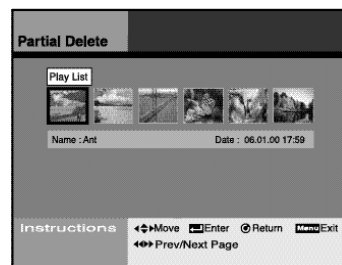 Partial Delete
Play List
Name : Ant Date : 06.01.00 17:59
Instructions Move Enter Return Menu Exit
Prev/Next Page